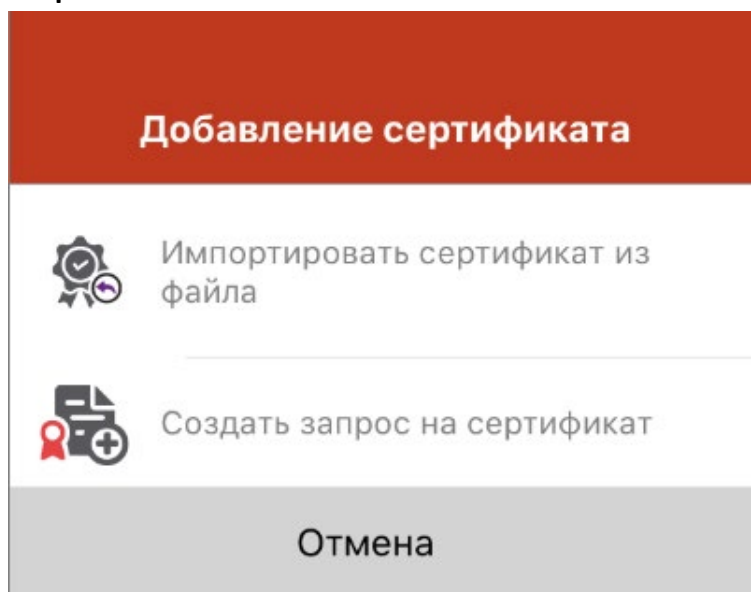 Добавление сертификата
Импортировать сертификат из
файла
Создать запрос на сертификат
Отмена